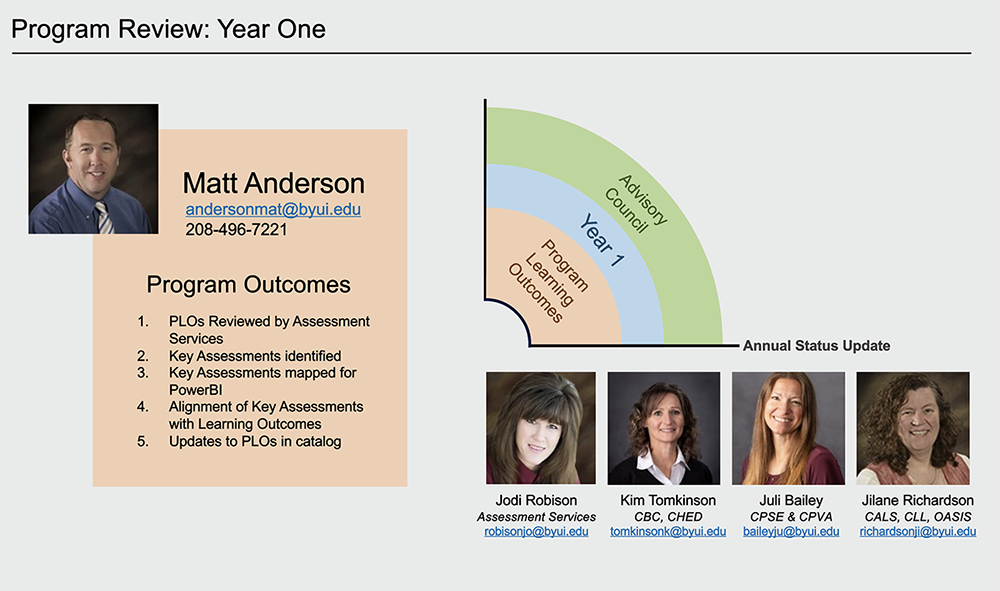 Program Review: Year One
Matt Anderson
andersonmat@byui.edu
208-496-7221
Program Outcomes
1. PLOs Reviewed by Assessment
Services
2. Key Assessments identified
3. Key Assessments mapped for
PowerBI
4. Alignment of Key Assessments
with Learning Outcomes
5. Updates to PLOs in catalog
Advisory
Council
Year 1
Program
Learning
Outcomes
Annual Status Update
Jodi Robison
Assessment Services
robisonjo@byui.edu
Kim Tomkinson
CBC, CHED
tomkinsonk@byui.edu
Juli Bailey
CPSE & CPVA
baileyju@byui.edu
Jilane Richardson
CALS, CLL, OASIS
richardsonji@byui.edu